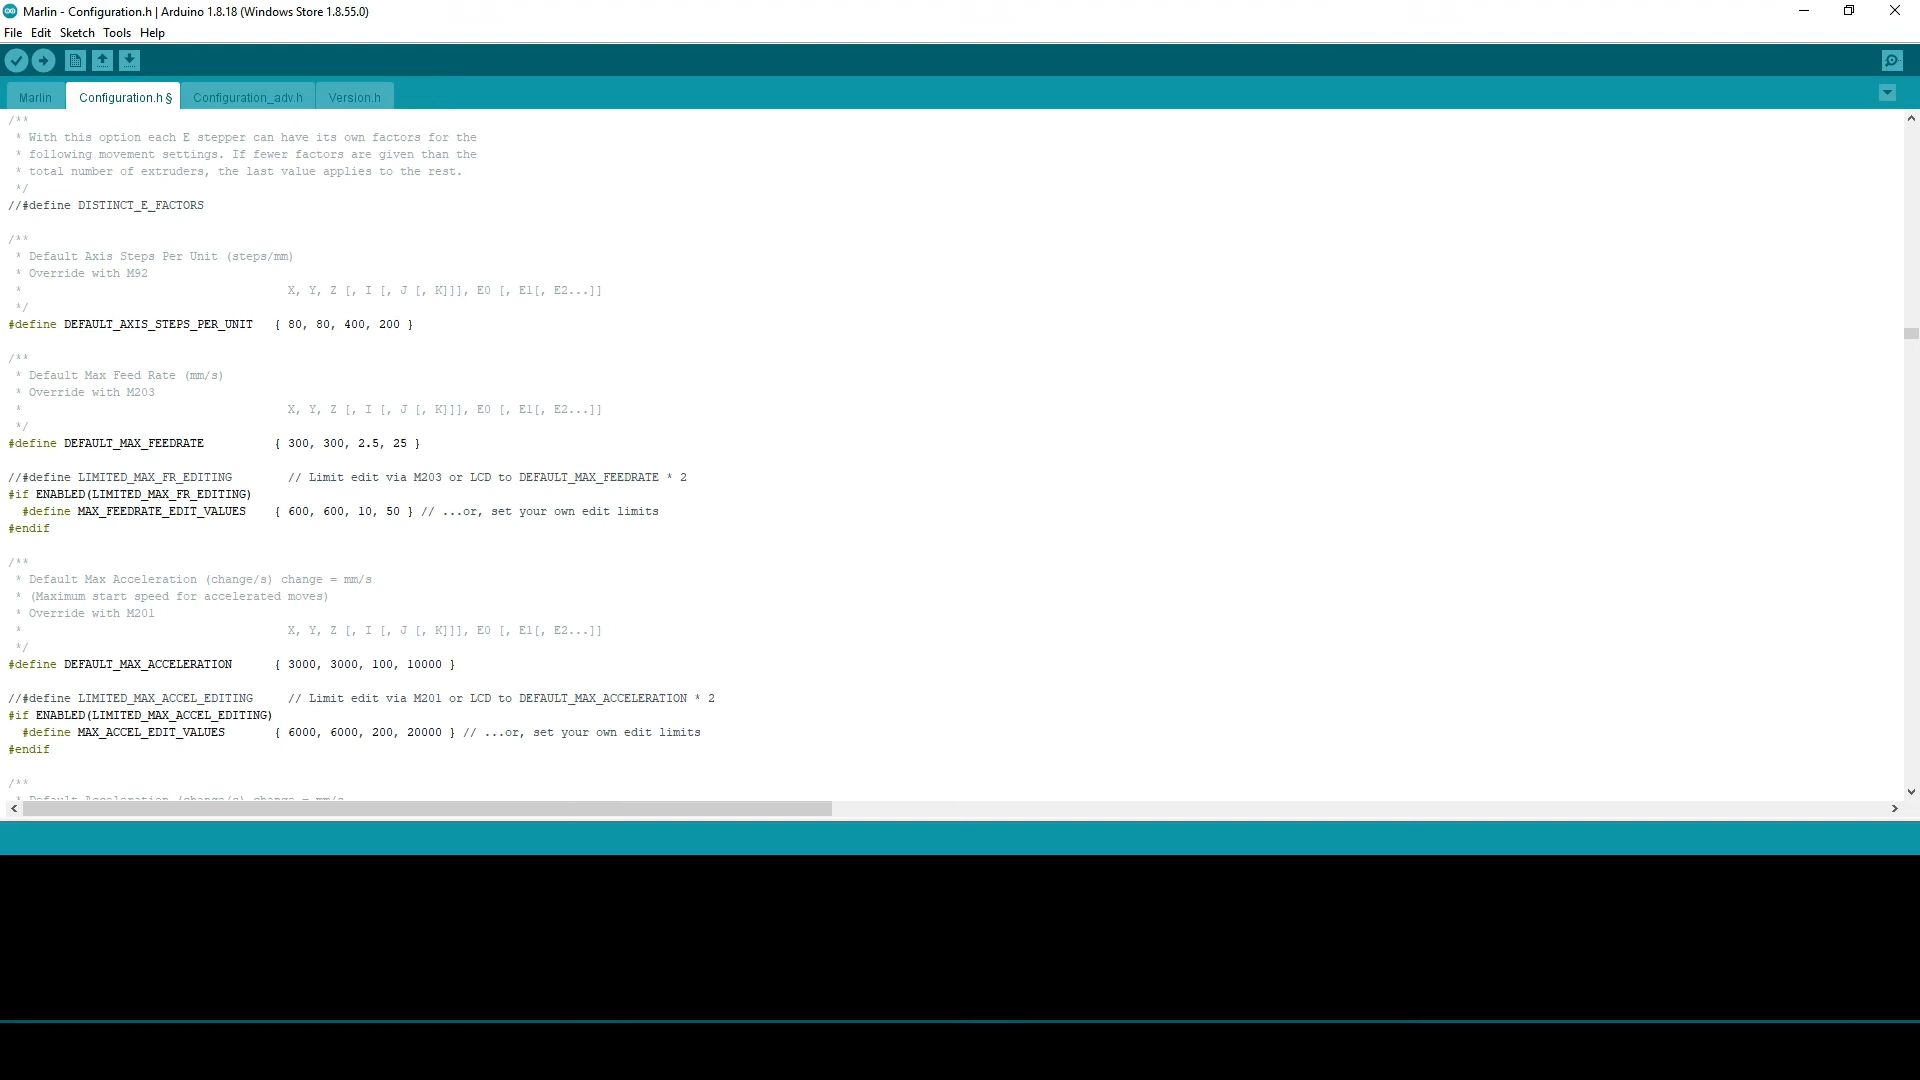 Marlin - Configuration.h | Arduino 1.8.18 (Windows Store 1.8.55.0)
File Edit Sketch Tools Help
Marlin Configuration.h § Configuration_adv.h Version.h
/**
 * With this option each E stepper can have its own factors for the
 * following movement settings. If fewer factors are given than the
 * total number of extruders, the last value applies to the rest.
 */
//#define DISTINCT_E_FACTORS
/**
 * Default Axis Steps Per Unit (steps/mm)
 * Override with M92
 *                                      X, Y, Z [, I [, J [, K]]], E0 [, E1[, E2...]]
 */
#define DEFAULT_AXIS_STEPS_PER_UNIT   { 80, 80, 400, 200 }
/**
 * Default Max Feed Rate (mm/s)
 * Override with M203
 *                                      X, Y, Z [, I [, J [, K]]], E0 [, E1[, E2...]]
 */
#define DEFAULT_MAX_FEEDRATE          { 300, 300, 2.5, 25 }
//#define LIMITED_MAX_FR_EDITING        // Limit edit via M203 or LCD to DEFAULT_MAX_FEEDRATE * 2
#if ENABLED(LIMITED_MAX_FR_EDITING)
  #define MAX_FEEDRATE_EDIT_VALUES    { 600, 600, 10, 50 } // ...or, set your own edit limits
#endif
/**
 * Default Max Acceleration (change/s) change = mm/s
 * (Maximum start speed for accelerated moves)
 * Override with M201
 *                                      X, Y, Z [, I [, J [, K]]], E0 [, E1[, E2...]]
 */
#define DEFAULT_MAX_ACCELERATION      { 3000, 3000, 100, 10000 }
//#define LIMITED_MAX_ACCEL_EDITING     // Limit edit via M201 or LCD to DEFAULT_MAX_ACCELERATION * 2
#if ENABLED(LIMITED_MAX_ACCEL_EDITING)
  #define MAX_ACCEL_EDIT_VALUES       { 6000, 6000, 200, 20000 } // ...or, set your own edit limits
#endif
/**
 * Default Acceleration (change/s) change = mm/s